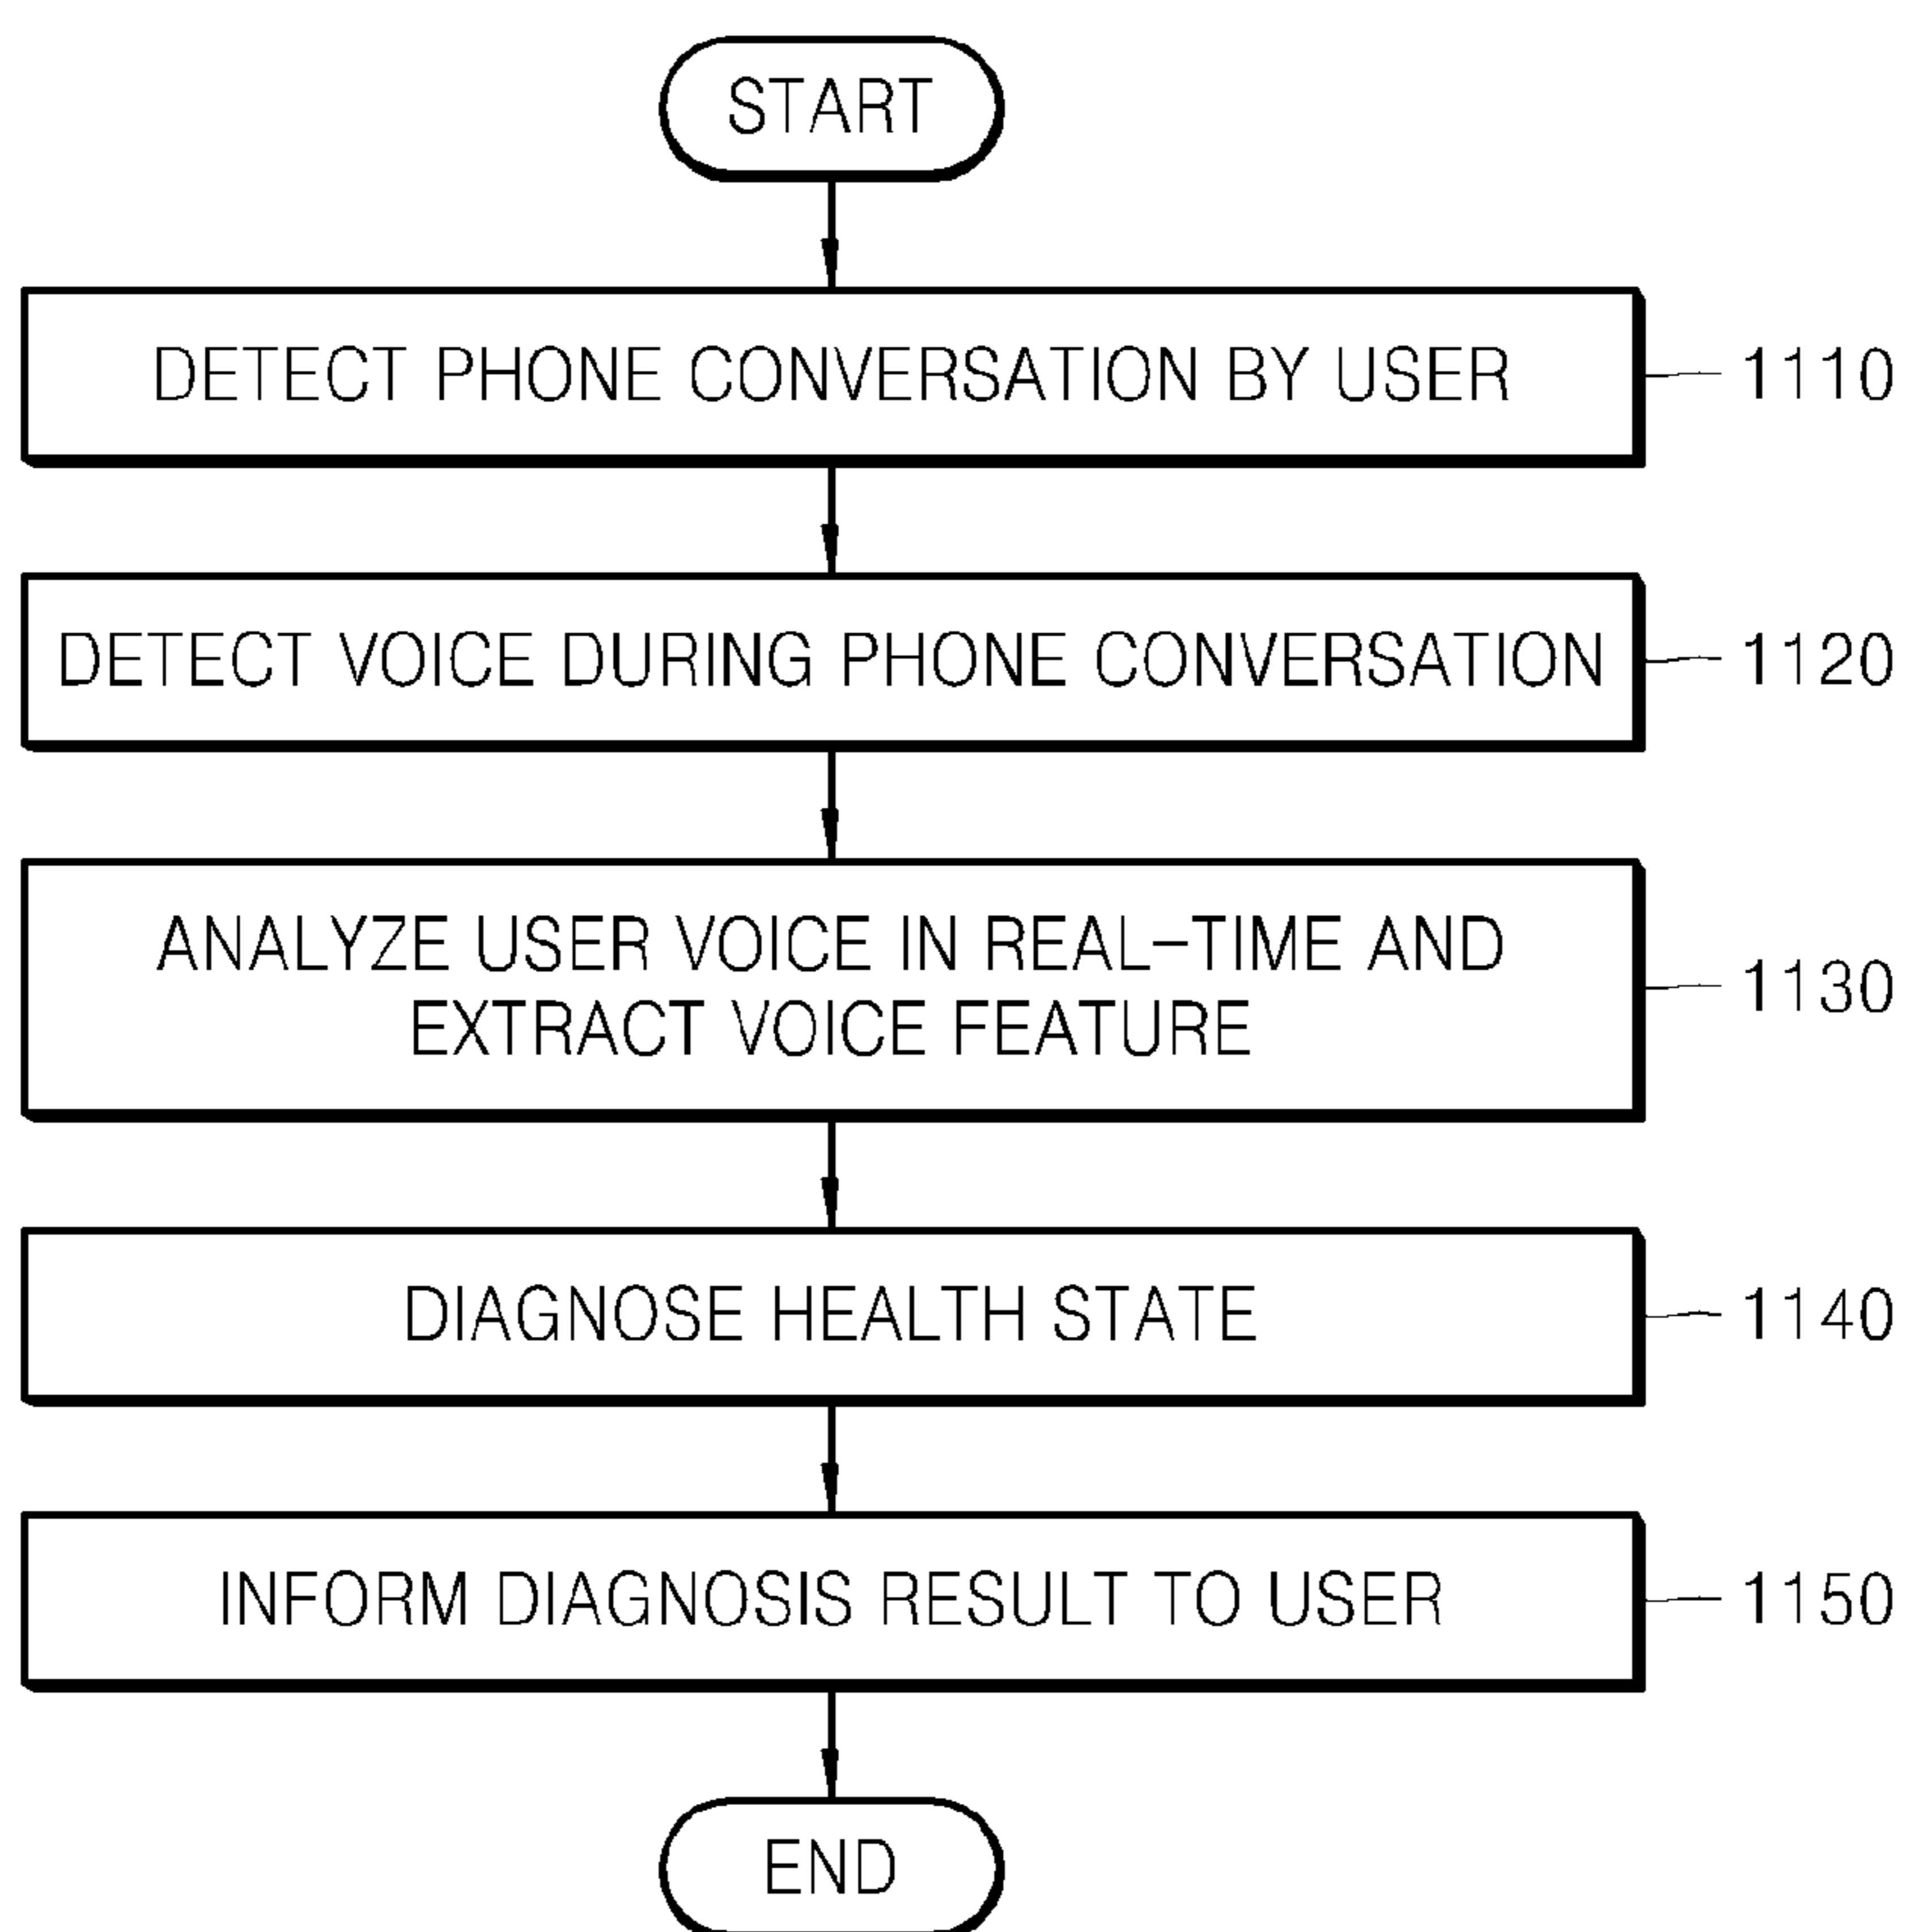 START
DETECT PHONE CONVERSATION BY USER
1110
DETECT VOICE DURING PHONE CONVERSATION
1120
ANALYZE USER VOICE IN REAL-TIME AND
EXTRACT VOICE FEATURE
1130
DIAGNOSE HEALTH STATE
1140
INFORM DIAGNOSIS RESULT TO USER
1150
END